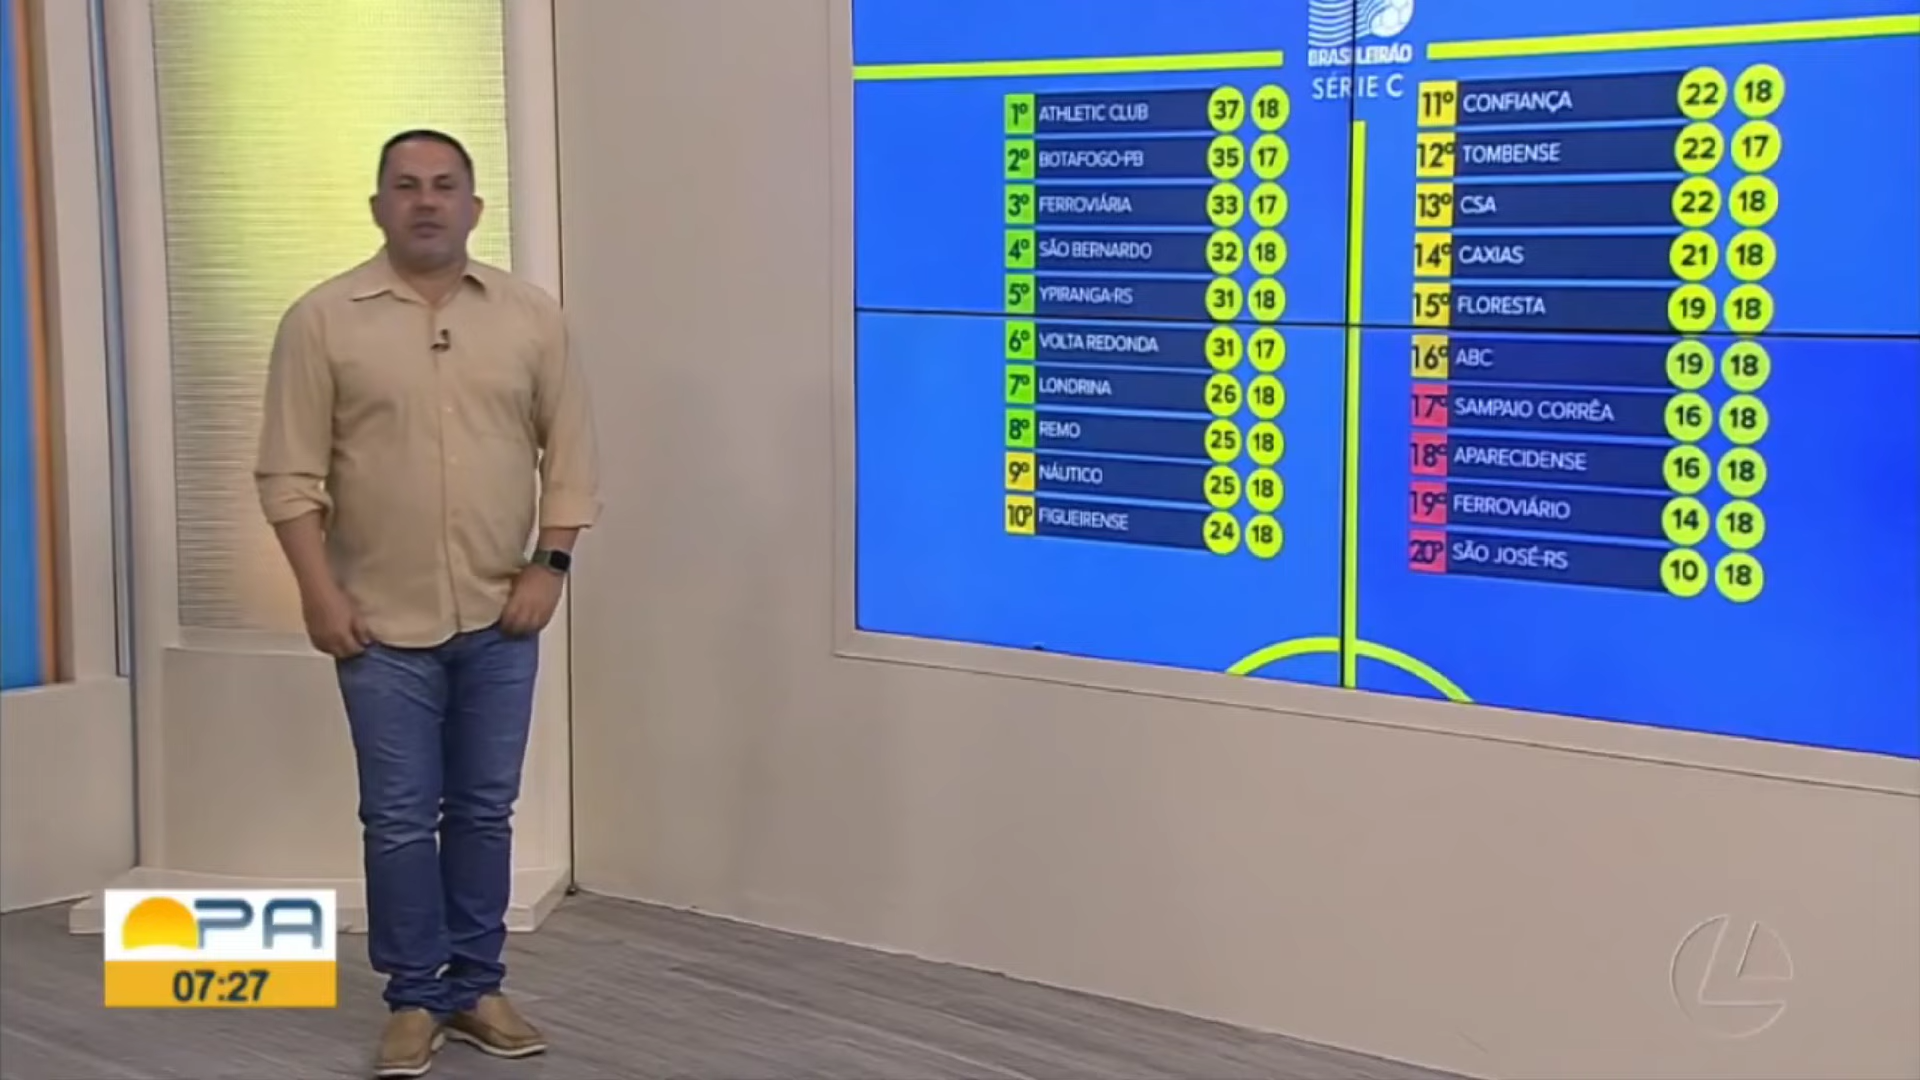 BRASILEIRÃO
SÉRIE C
1º ATHLETIC CLUB 37 18
2º BOTAFOGO-PB 35 17
3º FERROVIÁRIA 33 17
4º SÃO BERNARDO 32 18
5º YPIRANGA-RS 31 18
6º VOLTA REDONDA 31 17
7º LONDRINA 26 18
8º REMO 25 18
9º NÁUTICO 25 18
10º FIGUEIRENSE 24 18
11º CONFIANÇA 22 18
12º TOMBENSE 22 17
13º CSA 22 18
14º CAXIAS 21 18
15º FLORESTA 19 18
16º ABC 19 18
17º SAMPAIO CORRÊA 16 18
18º APARECIDENSE 16 18
19º FERROVIÁRIO 14 18
20º SÃO JOSÉ-RS 10 18
PA
07:27